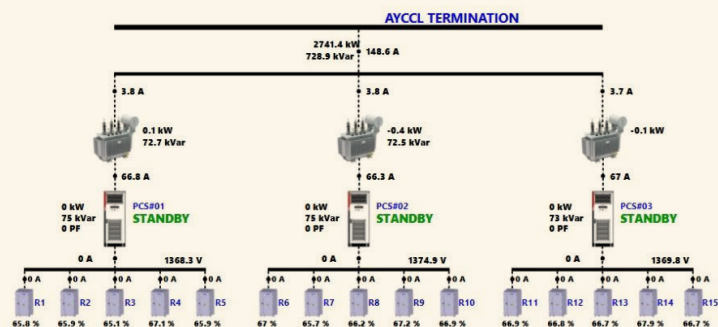 AYCCL TERMINATION
2741.4 kW
728.9 kVar
148.6 A
3.8 A
3.8 A
3.7 A
0.1 kW
72.7 kVar
-0.4 kW
72.5 kVar
-0.1 kW
66.8 A
66.3 A
67 A
0 kW
75 kVar
0 PF
PCS#01
STANDBY
0 kW
75 kVar
0 PF
PCS#02
STANDBY
0 kW
73 kVar
0 PF
PCS#03
STANDBY
0 A 1368.3 V
0 A 1374.9 V
0 A 1369.8 V
0 A 0 A 0 A 0 A 0 A
0 A 0 A 0 A 0 A 0 A
0 A 0 A 0 A 0 A 0 A
R1 R2 R3 R4 R5
R6 R7 R8 R9 R10
R11 R12 R13 R14 R15
65.8 % 65.9 % 65.1 % 67.1 % 65.9 %
67 % 65.7 % 66.2 % 67.2 % 66.9 %
66.9 % 66.8 % 66.7 % 67.9 % 66.7 %